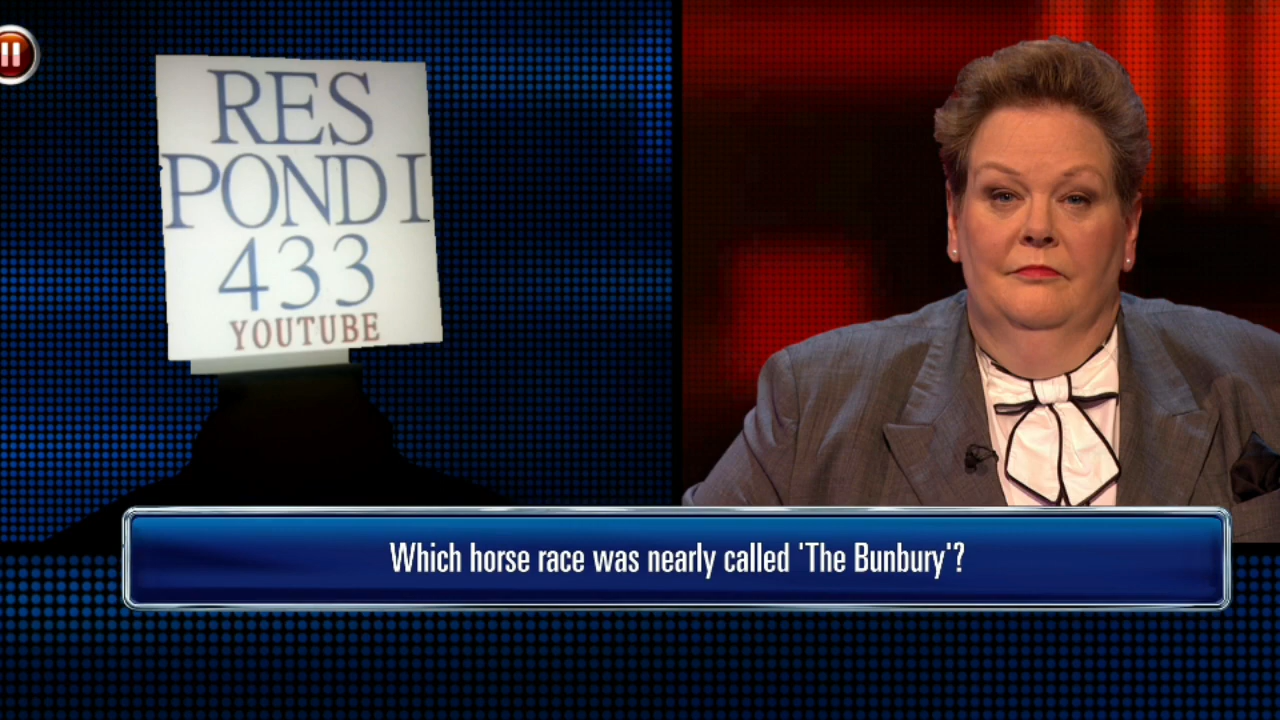 RES
POND I
433
YOUTUBE
Which horse race was nearly called 'The Bunbury'?